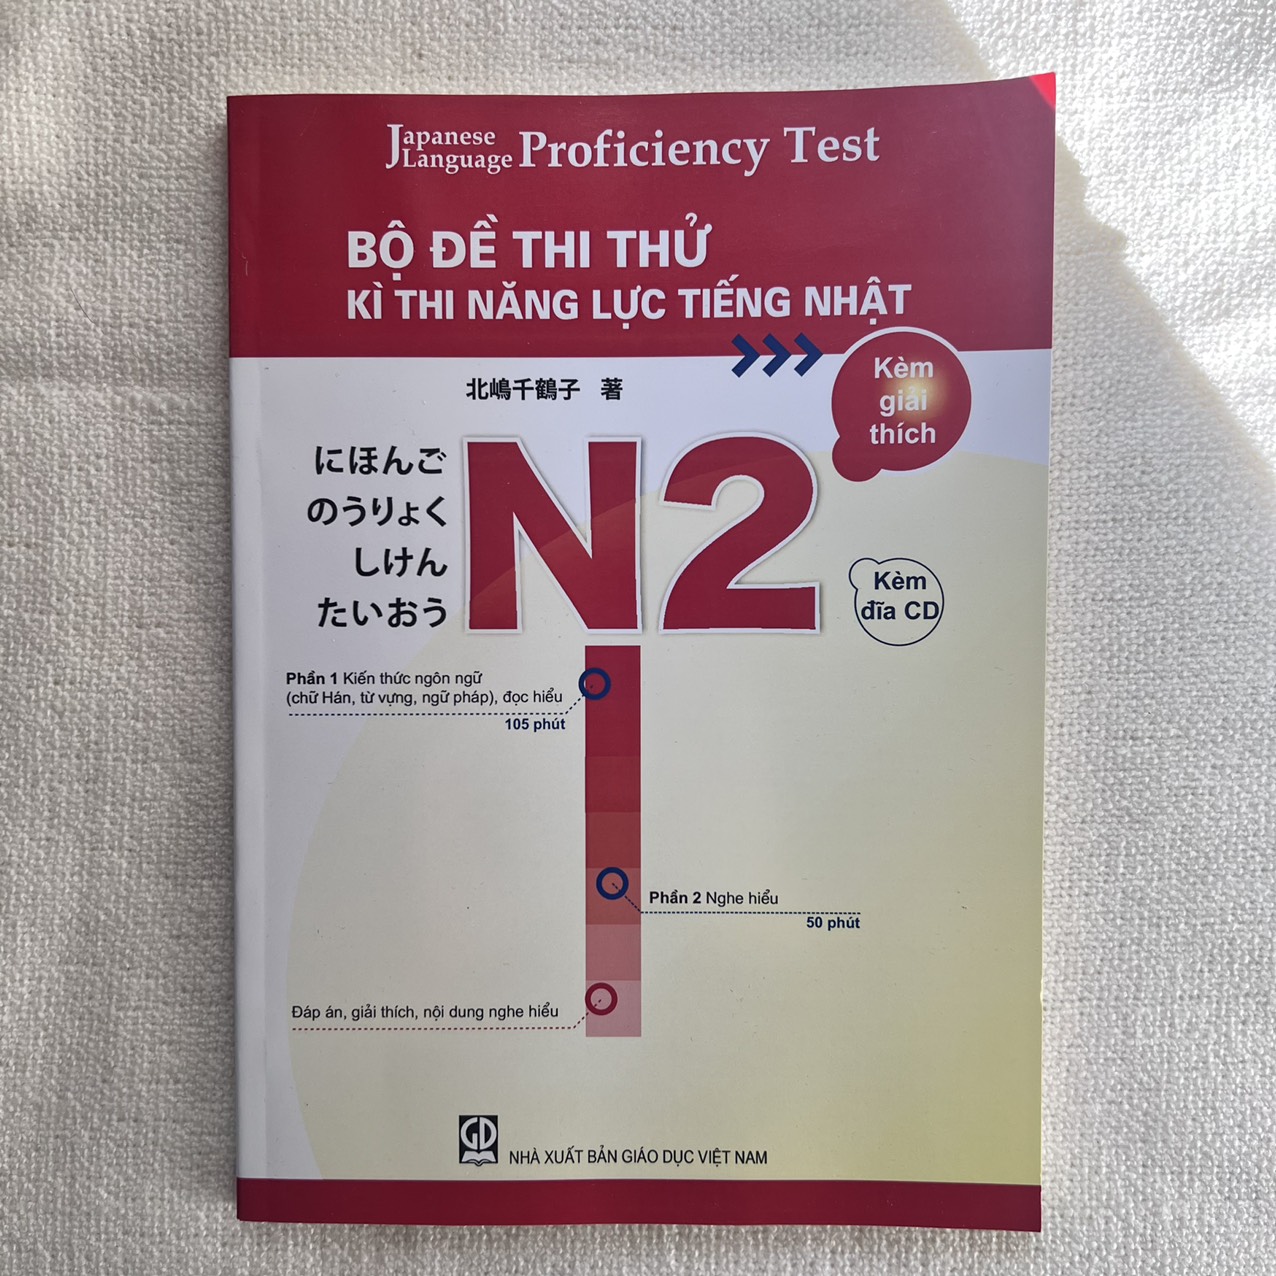 Japanese Language Proficiency Test
BỘ ĐỀ THI THỬ
KÌ THI NĂNG LỰC TIẾNG NHẬT
Kèm
giải
thích
北嶋千鶴子 著
にほんご
のうりょく
しけん
たいおう
N2
Kèm
đĩa CD
Phần 1 Kiến thức ngôn ngữ
(chữ Hán, từ vựng, ngữ pháp), đọc hiểu
105 phút
Phần 2 Nghe hiểu
50 phút
Đáp án, giải thích, nội dung nghe hiểu
GD
NHÀ XUẤT BẢN GIÁO DỤC VIỆT NAM